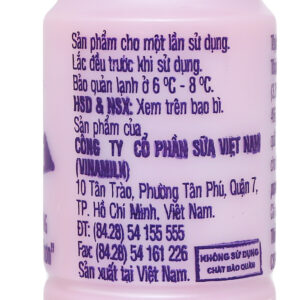 Sản phẩm cho một lần sử dụng.
Lắc đều trước khi sử dụng.
Bảo quản lạnh ở 6 °C - 8 °C.
HSD & NSX: Xem trên bao bì.
Sản phẩm của
CÔNG TY CỔ PHẦN SỮA VIỆT NAM
(VINAMILK)
10 Tân Trào, Phường Tân Phú, Quận 7,
TP. Hồ Chí Minh, Việt Nam.
ĐT: (84.28) 54 155 555
Fax: (84.28) 54 161 226
Sản xuất tại Việt Nam.
KHÔNG SỬ DỤNG
CHẤT BẢO QUẢN